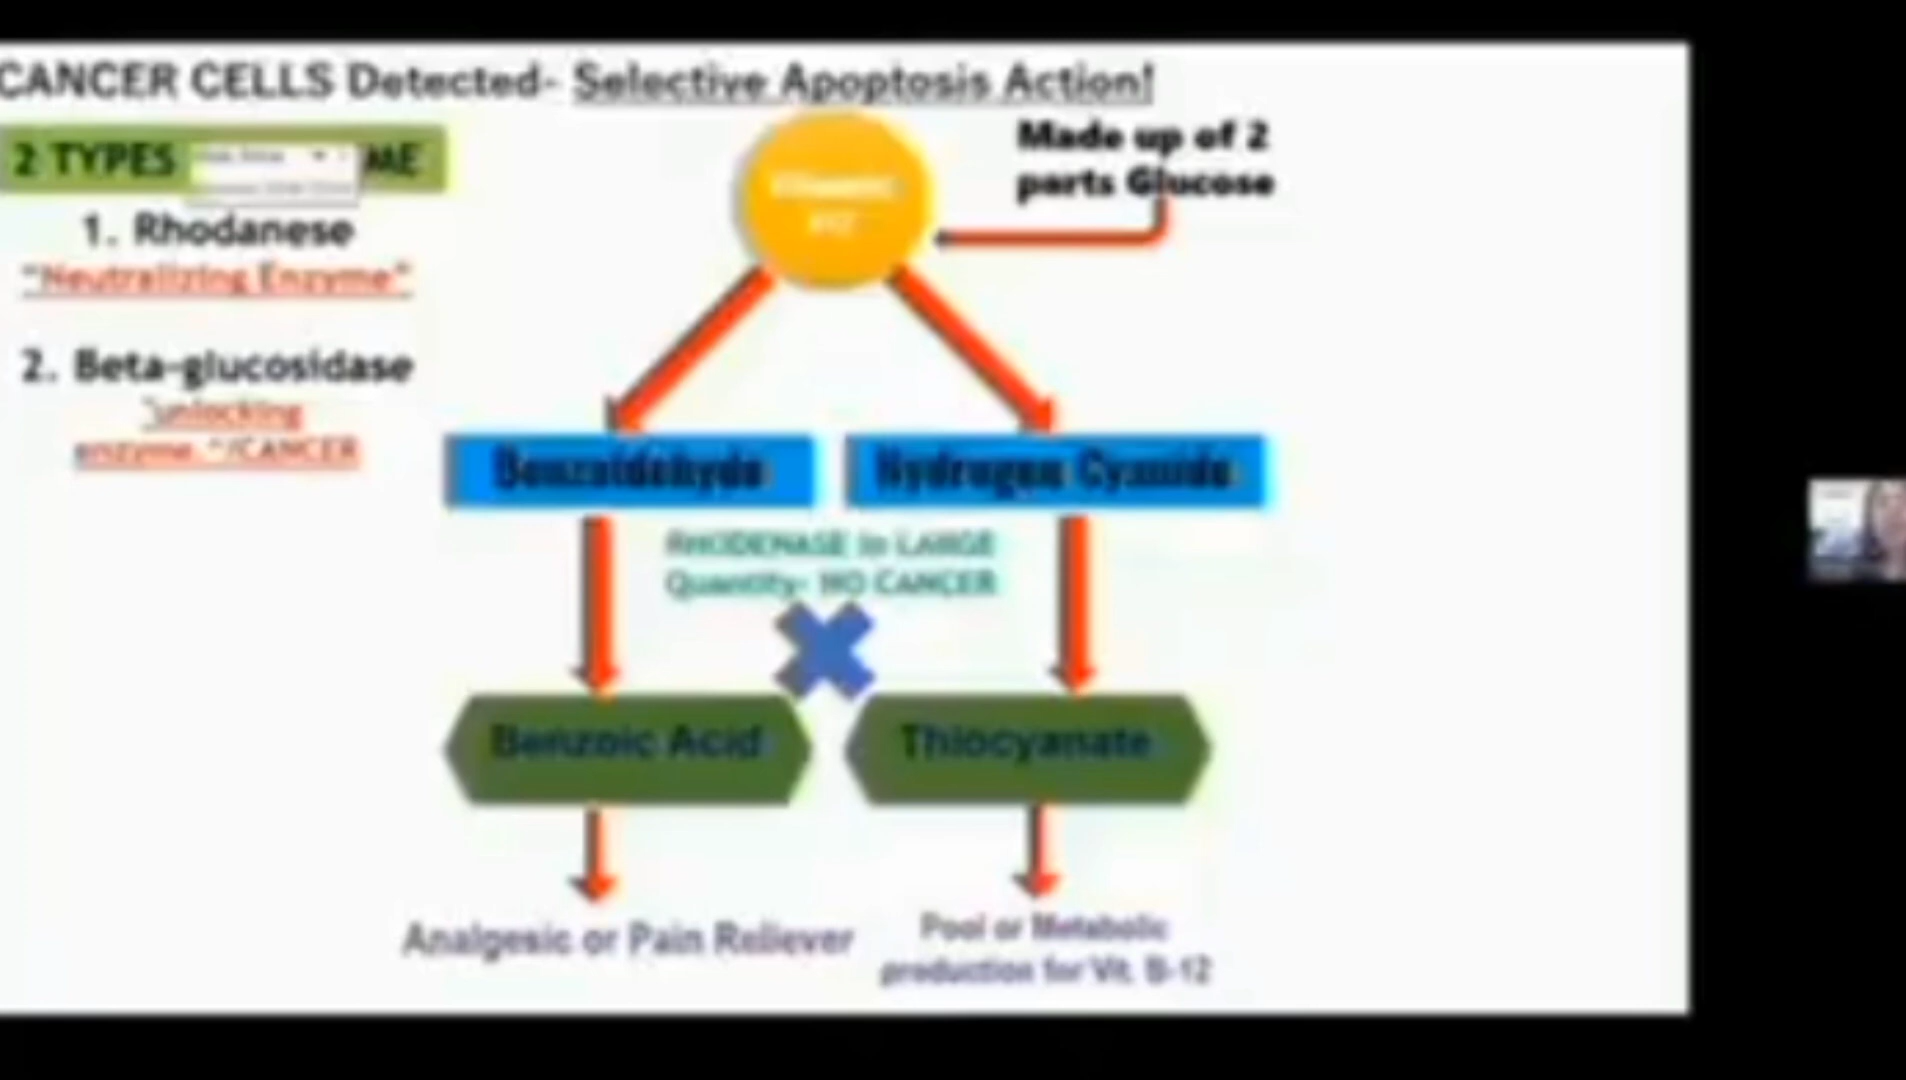 CANCER CELLS Detected- Selective Apoptosis Action!
2 TYPES ME
Made up of 2
parts Glucose
1. Rhodanese
"Neutralizing Enzyme"
2. Beta-glucosidase
"unlocking
enzyme."/CANCER
Benzaldehyde
Hydrogen Cyanide
RHODENASE in LARGE
Quantity- NO CANCER
Benzoic Acid
Thiocyanate
Analgesic or Pain Reliever
Pool or Metabolic
production for Vit. B-12